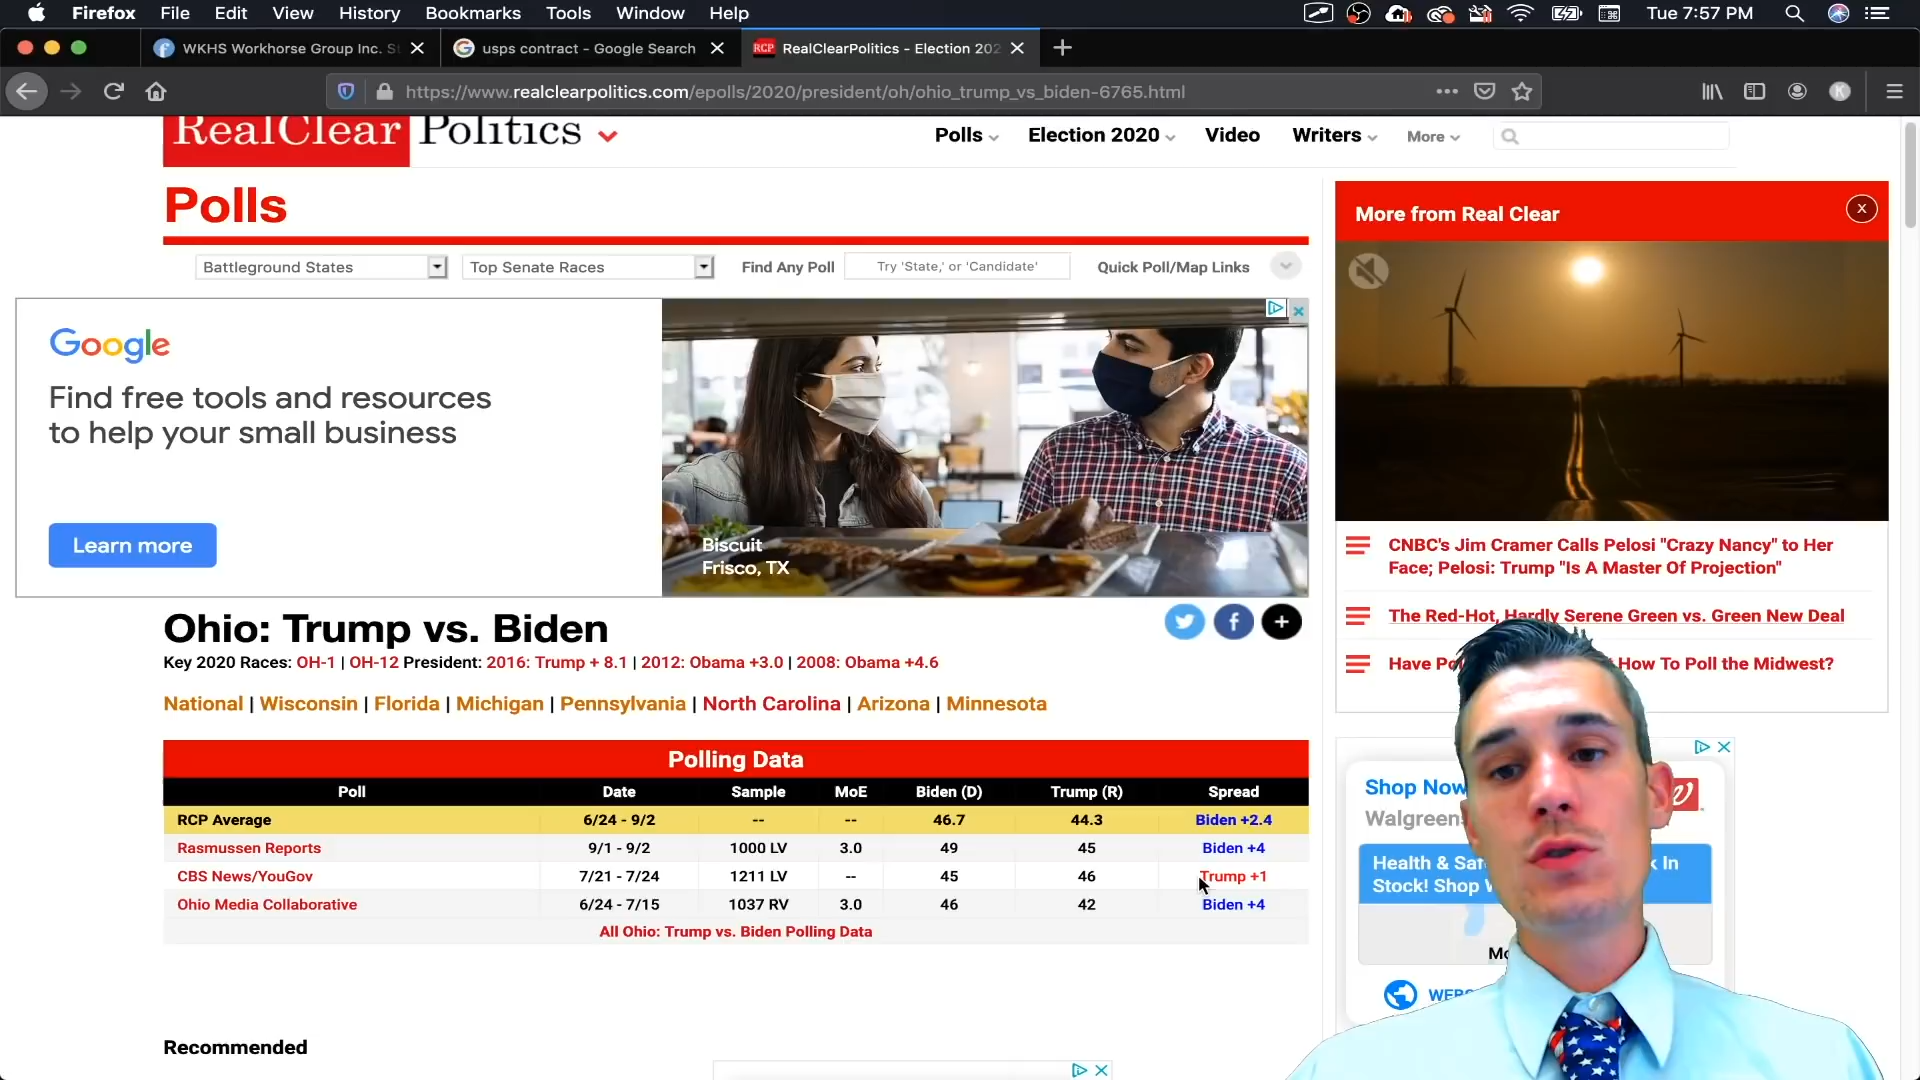 Firefox File Edit View History Bookmarks Tools Window Help Tue 7:57 PM
WKHS Workhorse Group Inc. S
usps contract - Google Search
RCP RealClearPolitics - Election 202
https://www.realclearpolitics.com/epolls/2020/president/oh/ohio_trump_vs_biden-6765.html
K
RealClear Politics
Polls Election 2020 Video Writers More
Polls
Battleground States Top Senate Races Find Any Poll Try 'State,' or 'Candidate' Quick Poll/Map Links
Google
Find free tools and resources
to help your small business
Learn more
Biscuit
Frisco, TX
More from Real Clear
X
CNBC's Jim Cramer Calls Pelosi "Crazy Nancy" to Her
Face; Pelosi: Trump "Is A Master Of Projection"
The Red-Hot, Hardly Serene Green vs. Green New Deal
Have Po How To Poll the Midwest?
Ohio: Trump vs. Biden
Key 2020 Races: OH-1 | OH-12 President: 2016: Trump + 8.1 | 2012: Obama +3.0 | 2008: Obama +4.6
National | Wisconsin | Florida | Michigan | Pennsylvania | North Carolina | Arizona | Minnesota
Polling Data
Poll Date Sample MoE Biden (D) Trump (R) Spread
RCP Average 6/24 - 9/2 -- -- 46.7 44.3 Biden +2.4
Rasmussen Reports 9/1 - 9/2 1000 LV 3.0 49 45 Biden +4
CBS News/YouGov 7/21 - 7/24 1211 LV -- 45 46 Trump +1
Ohio Media Collaborative 6/24 - 7/15 1037 RV 3.0 46 42 Biden +4
All Ohio: Trump vs. Biden Polling Data
Recommended
Shop Now
Walgreen
Health & Sa k In
Stock! Shop